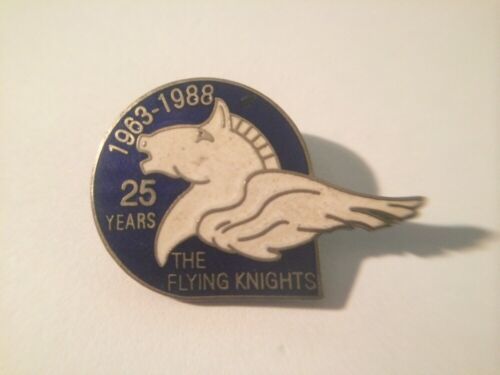 1963-1988
25
YEARS
THE
FLYING KNIGHTS